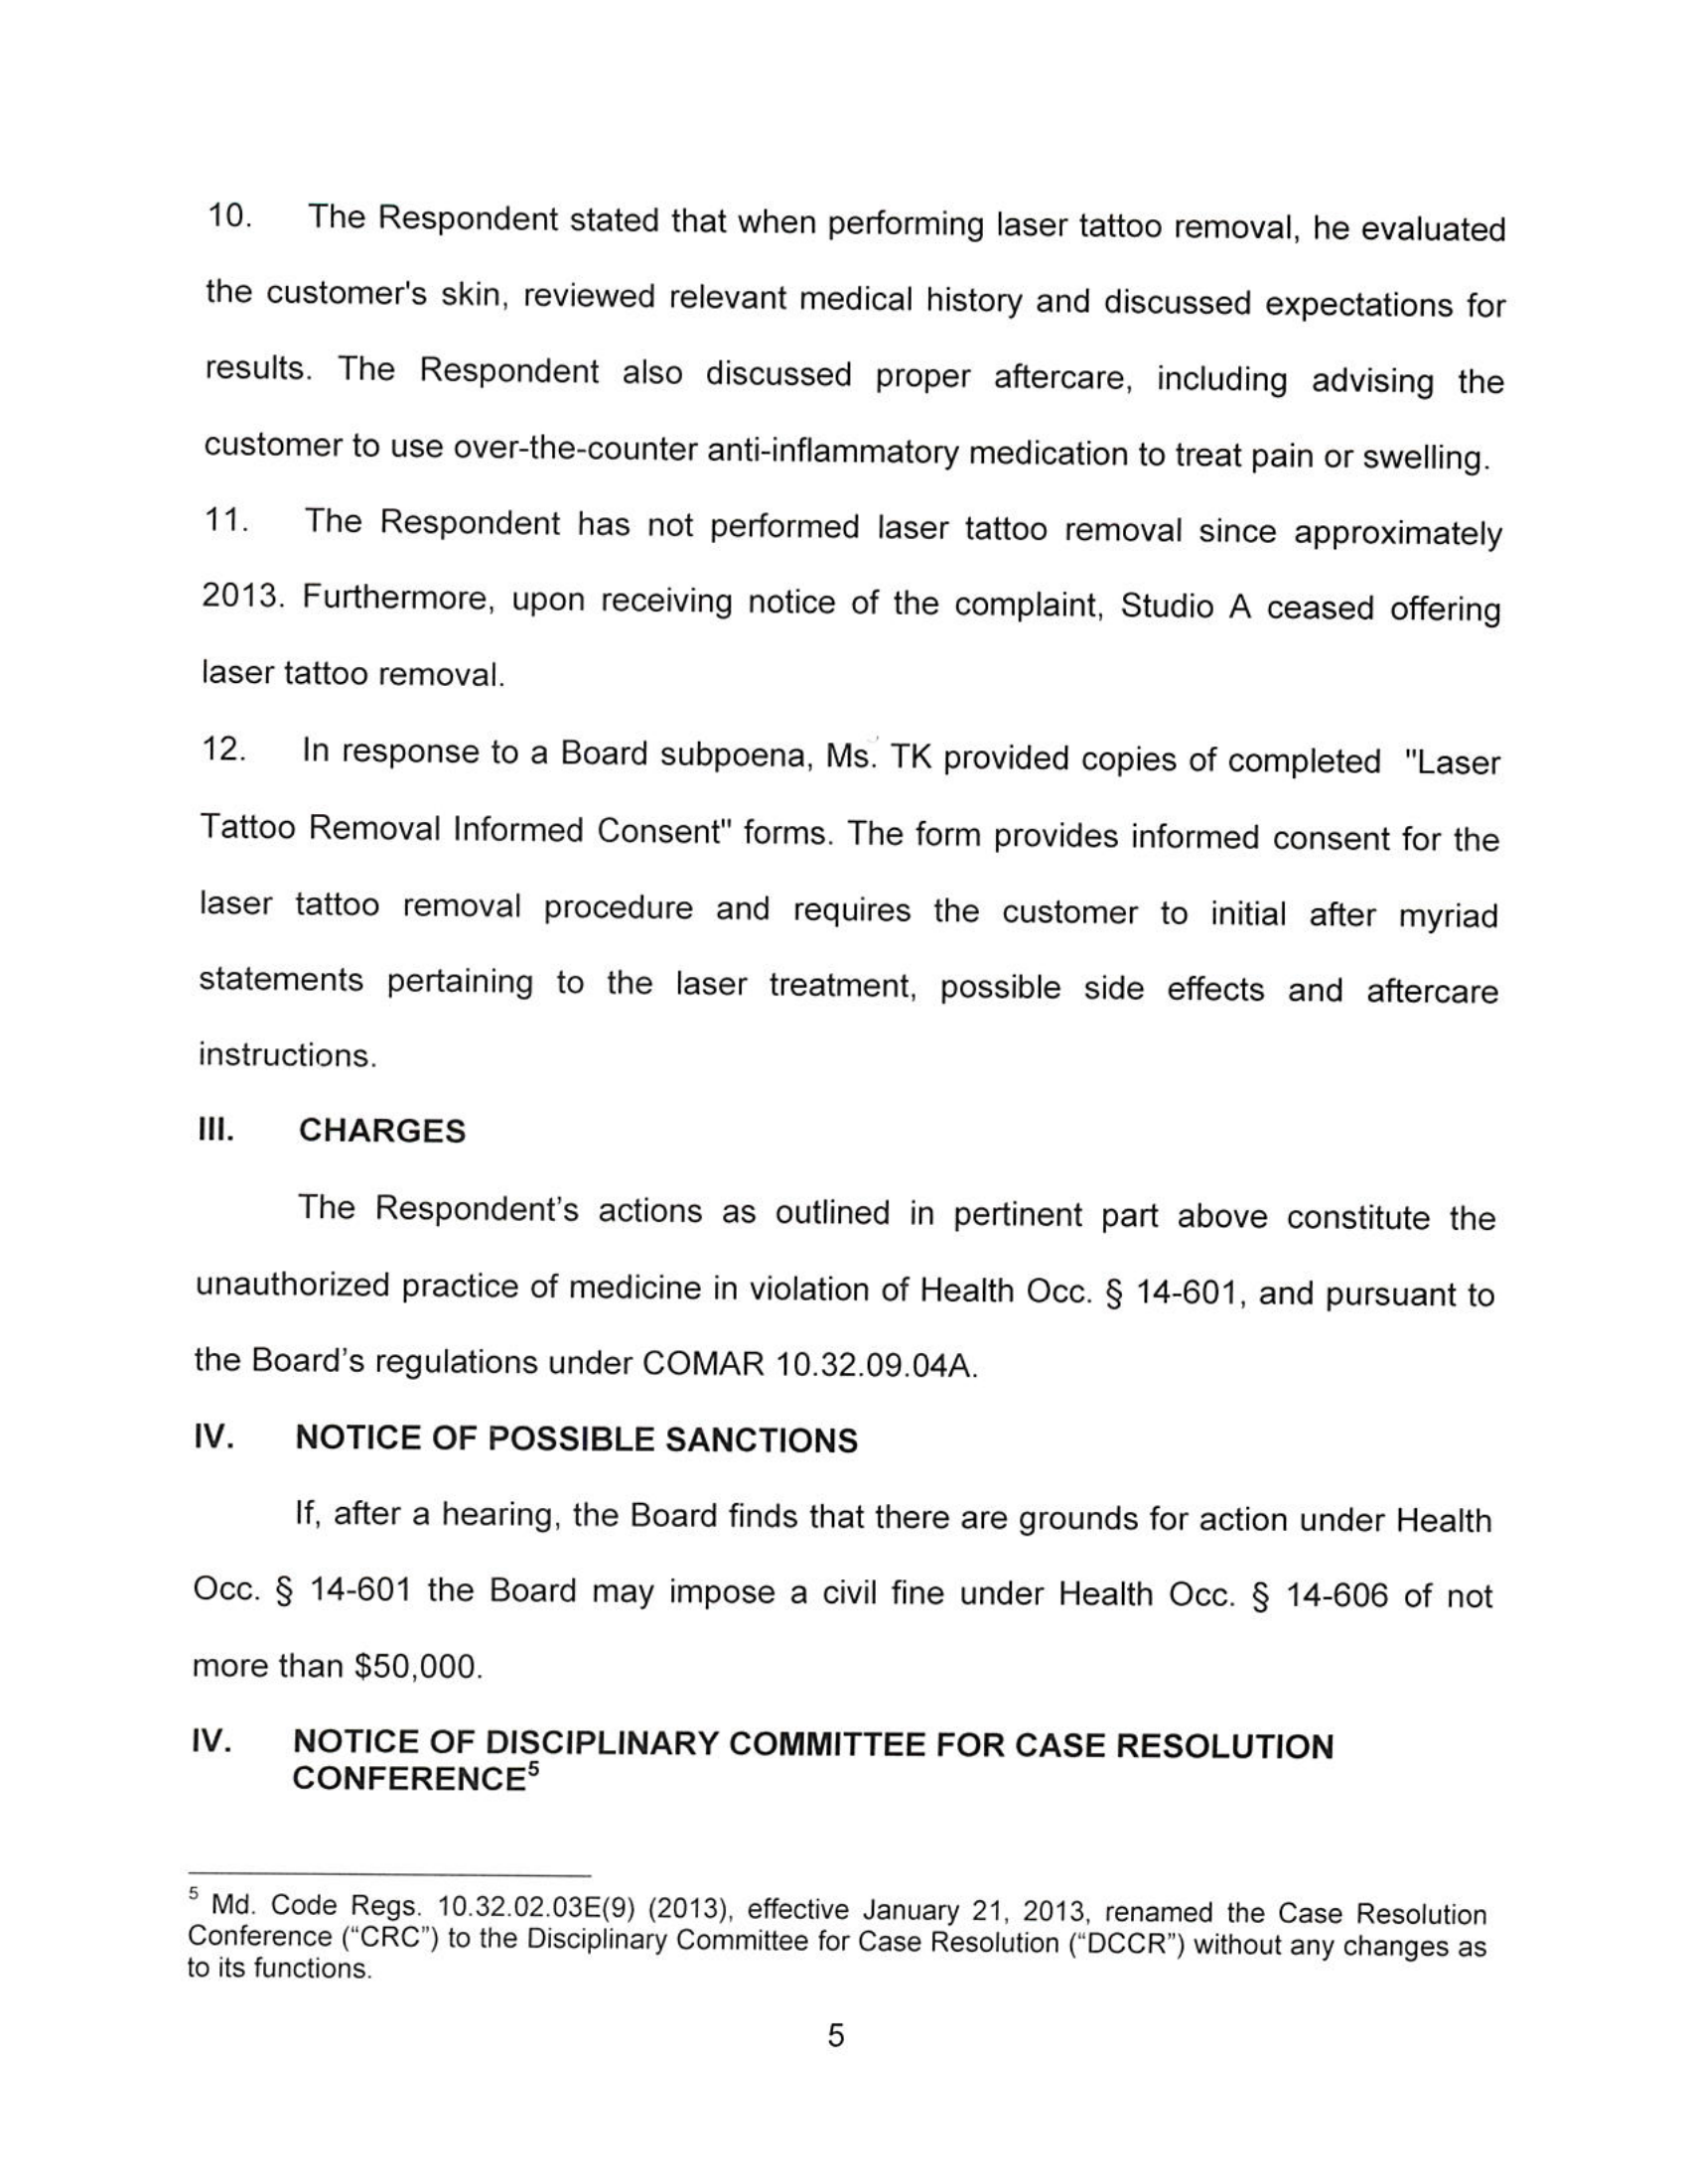 10. The Respondent stated that when performing laser tattoo removal, he evaluated
the customer's skin, reviewed relevant medical history and discussed expectations for
results. The Respondent also discussed proper aftercare, including advising the
customer to use over-the-counter anti-inflammatory medication to treat pain or swelling.
11. The Respondent has not performed laser tattoo removal since approximately
2013. Furthermore, upon receiving notice of the complaint, Studio A ceased offering
laser tattoo removal.
12. In response to a Board subpoena, Ms. TK provided copies of completed "Laser
Tattoo Removal Informed Consent" forms. The form provides informed consent for the
laser tattoo removal procedure and requires the customer to initial after myriad
statements pertaining to the laser treatment, possible side effects and aftercare
instructions.
III. CHARGES
The Respondent’s actions as outlined in pertinent part above constitute the
unauthorized practice of medicine in violation of Health Occ. § 14-601, and pursuant to
the Board’s regulations under COMAR 10.32.09.04A.
IV. NOTICE OF POSSIBLE SANCTIONS
If, after a hearing, the Board finds that there are grounds for action under Health
Occ. § 14-601 the Board may impose a civil fine under Health Occ. § 14-606 of not
more than $50,000.
IV. NOTICE OF DISCIPLINARY COMMITTEE FOR CASE RESOLUTION
CONFERENCE⁵
⁵ Md. Code Regs. 10.32.02.03E(9) (2013), effective January 21, 2013, renamed the Case Resolution
Conference (“CRC”) to the Disciplinary Committee for Case Resolution (“DCCR”) without any changes as
to its functions.
5